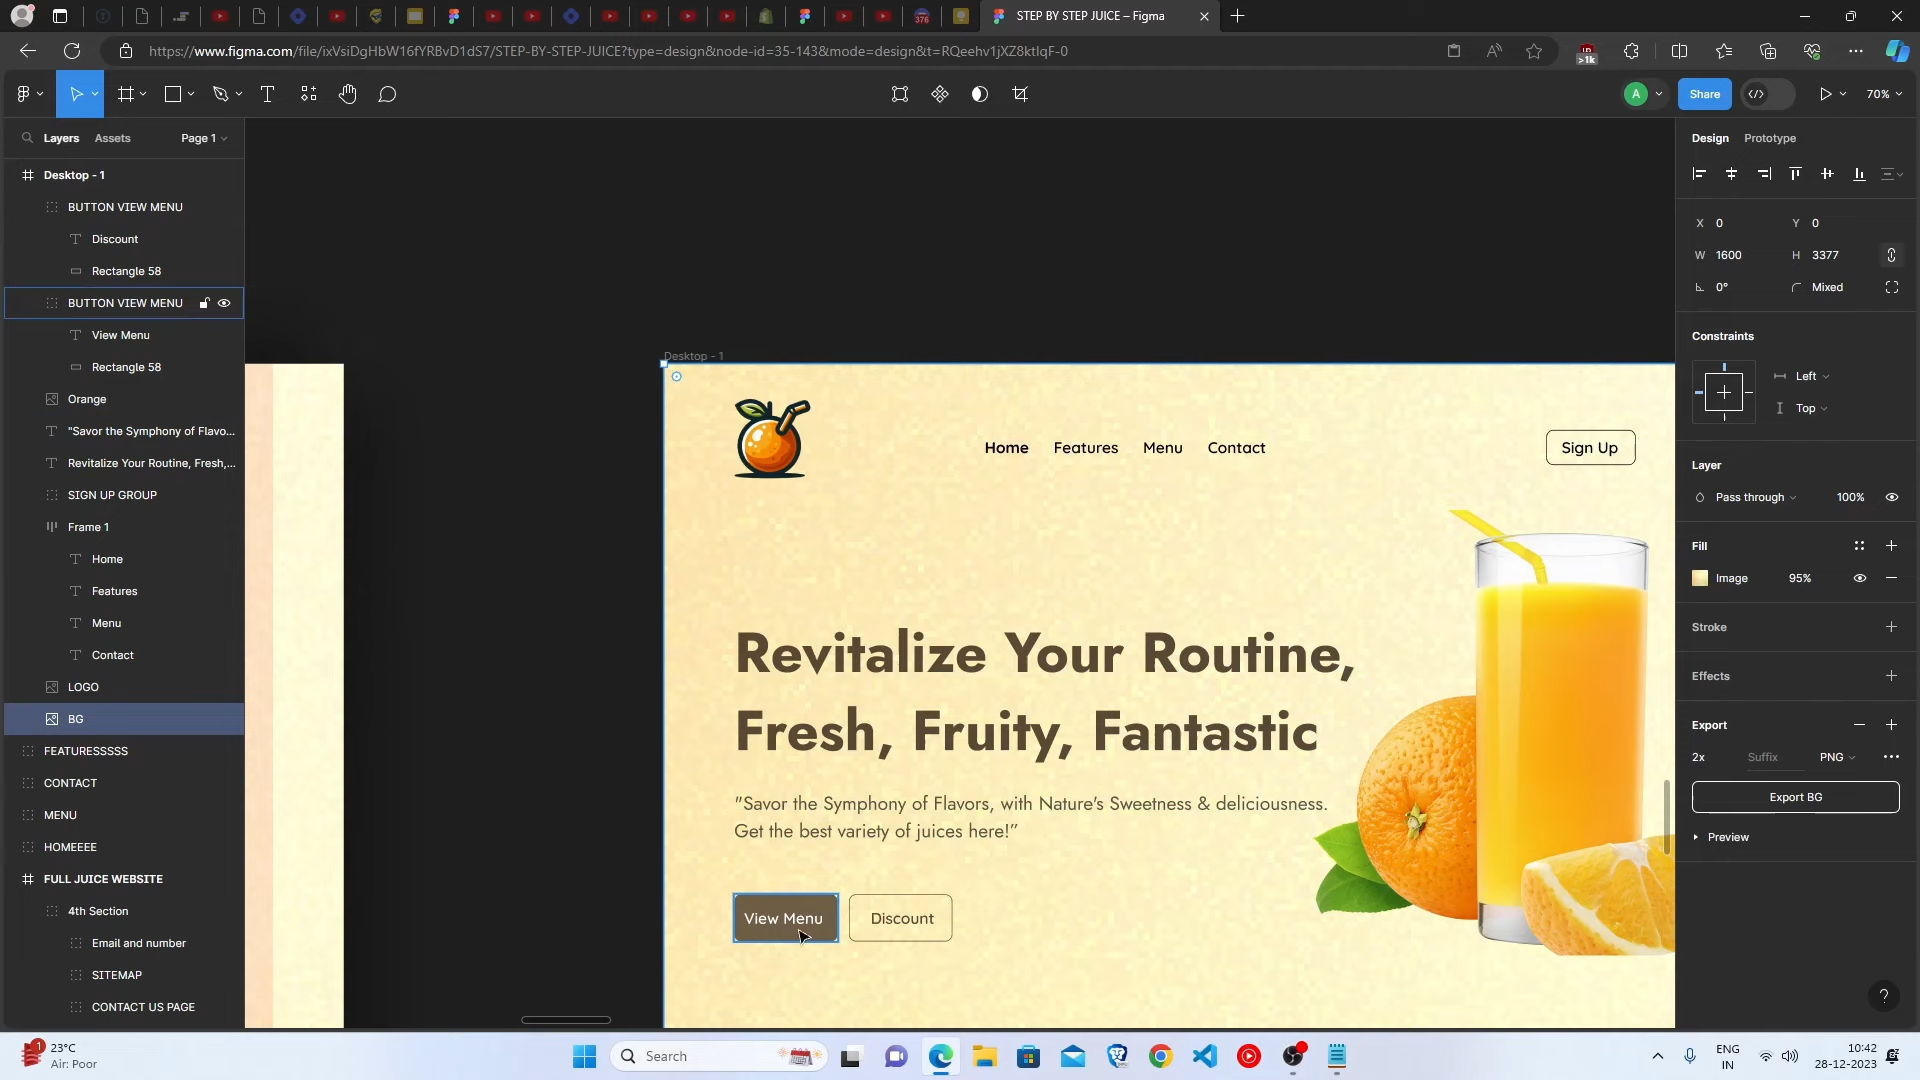 376
STEP BY STEP JUICE – Figma
https://www.figma.com/file/ixVsiDgHbW16fYRBvD1dS7/STEP-BY-STEP-JUICE?type=design&node-id=35-143&mode=design&t=RQeehv1jXZ8ktlqF-0
>1k
A
Share
70%
Layers
Assets
Page 1
Design
Prototype
Desktop - 1
BUTTON VIEW MENU
Discount
Rectangle 58
BUTTON VIEW MENU
View Menu
Rectangle 58
Orange
"Savor the Symphony of Flavo...
Revitalize Your Routine, Fresh,...
SIGN UP GROUP
Frame 1
Home
Features
Menu
Contact
LOGO
BG
FEATURESSSSS
CONTACT
MENU
HOMEEEE
FULL JUICE WEBSITE
4th Section
Email and number
SITEMAP
CONTACT US PAGE
Desktop - 1
Home
Features
Menu
Contact
Sign Up
Revitalize Your Routine,
Fresh, Fruity, Fantastic
"Savor the Symphony of Flavors, with Nature's Sweetness & deliciousness.
Get the best variety of juices here!”
View Menu
Discount
X 0
Y 0
W 1600
H 3377
0°
Mixed
Constraints
Left
Top
Layer
Pass through
100%
Fill
Image
95%
Stroke
Effects
Export
2x
Suffix
PNG
Export BG
Preview
?
1
23°C
Air: Poor
Search
ENG
IN
10:42
28-12-2023